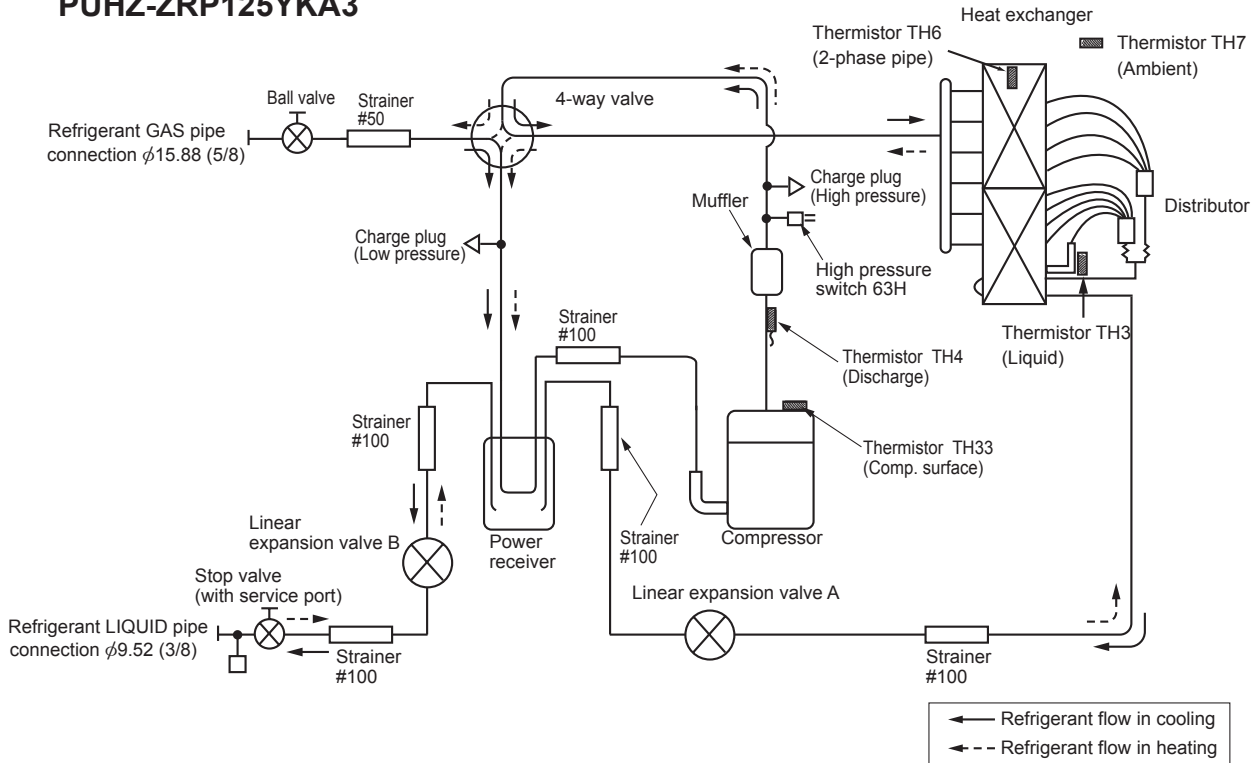 PUHZ-ZRP125YKA3
Heat exchanger
Thermistor TH6
(2-phase pipe)
Thermistor TH7
(Ambient)
Ball valve
Strainer
#50
4-way valve
Refrigerant GAS pipe
connection ϕ15.88 (5/8)
Charge plug
(High pressure)
Muffler
Distributor
Charge plug
(Low pressure)
High pressure
switch 63H
Strainer
#100
Thermistor TH3
(Liquid)
Thermistor TH4
(Discharge)
Strainer
#100
Thermistor TH33
(Comp. surface)
Linear
expansion valve B
Power
receiver
Strainer
#100
Compressor
Stop valve
(with service port)
Linear expansion valve A
Refrigerant LIQUID pipe
connection ϕ9.52 (3/8)
Strainer
#100
Strainer
#100
Refrigerant flow in cooling
Refrigerant flow in heating